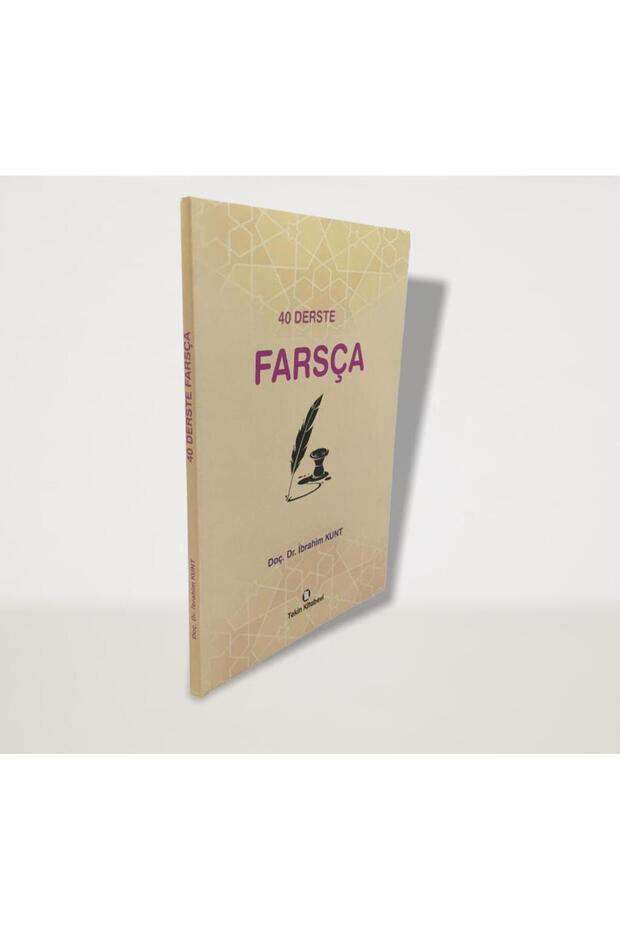 40 DERSTE
FARSÇA
Doç. Dr. İbrahim KUNT
Tekin Kitabevi
40 DERSTE FARSÇA
Doç. Dr. İbrahim KUNT